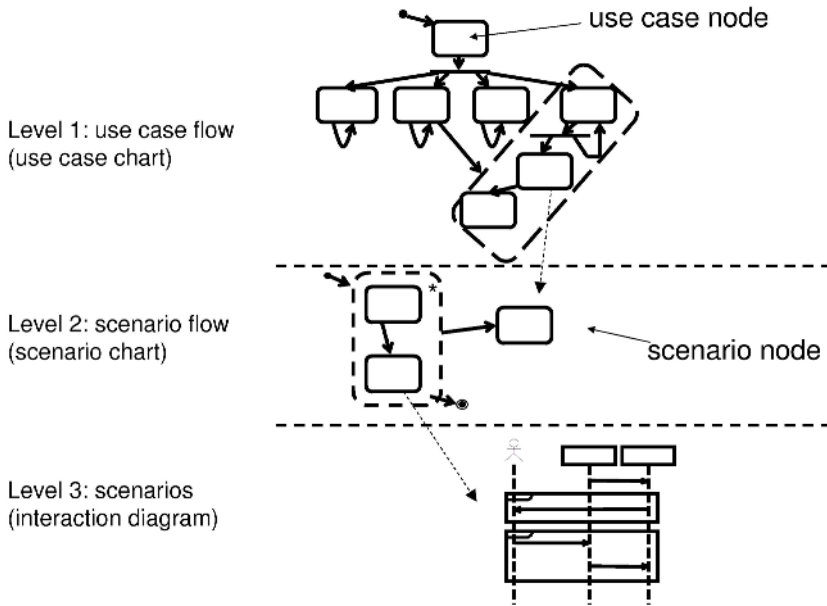 use case node
Level 1: use case flow
(use case chart)
*
Level 2: scenario flow
(scenario chart)
scenario node
Level 3: scenarios
(interaction diagram)